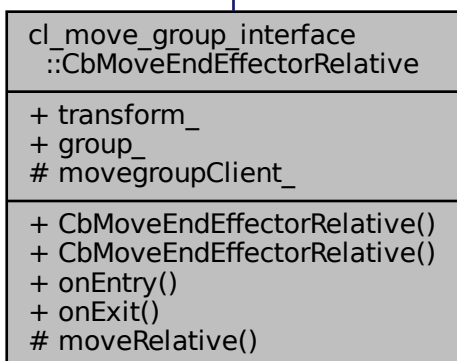 cl_move_group_interface
::CbMoveEndEffectorRelative
+ transform_
+ group_
# movegroupClient_
+ CbMoveEndEffectorRelative()
+ CbMoveEndEffectorRelative()
+ onEntry()
+ onExit()
# moveRelative()